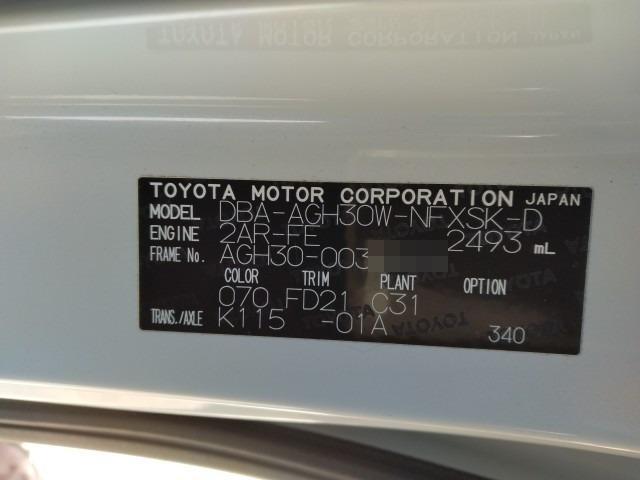 TOYOTA MOTOR CORPORATION JAPAN
MODEL DBA-AGH30W-NFXSK-D
ENGINE 2AR-FE 2493 mL
FRAME No. AGH30-003
COLOR TRIM PLANT OPTION
070 FD21 C31
TRANS./AXLE K115 -01A
340